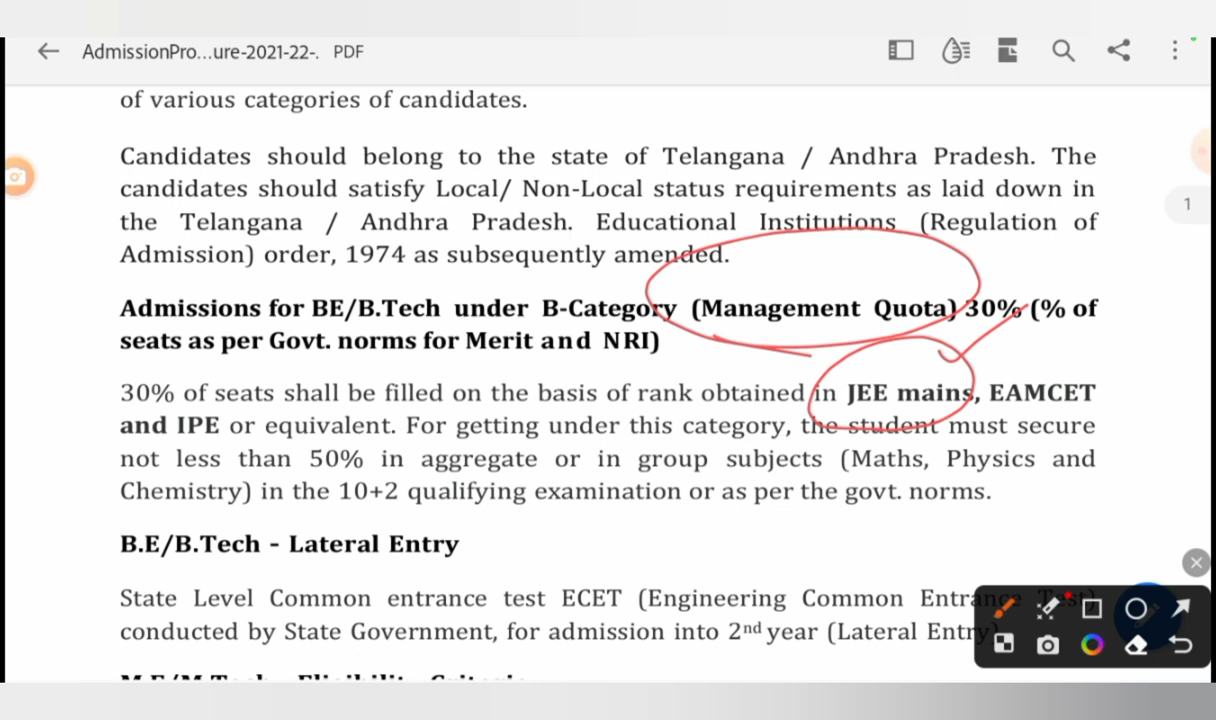 AdmissionPro...ure-2021-22-. PDF
of various categories of candidates.
Candidates should belong to the state of Telangana / Andhra Pradesh. The
candidates should satisfy Local/ Non-Local status requirements as laid down in
the Telangana / Andhra Pradesh. Educational Institutions (Regulation of
Admission) order, 1974 as subsequently amended.
1
Admissions for BE/B.Tech under B-Category (Management Quota) 30% (% of
seats as per Govt. norms for Merit and NRI)
30% of seats shall be filled on the basis of rank obtained in JEE mains, EAMCET
and IPE or equivalent. For getting under this category, the student must secure
not less than 50% in aggregate or in group subjects (Maths, Physics and
Chemistry) in the 10+2 qualifying examination or as per the govt. norms.
B.E/B.Tech - Lateral Entry
State Level Common entrance test ECET (Engineering Common Entrance Test)
conducted by State Government, for admission into 2nd year (Lateral Entry)